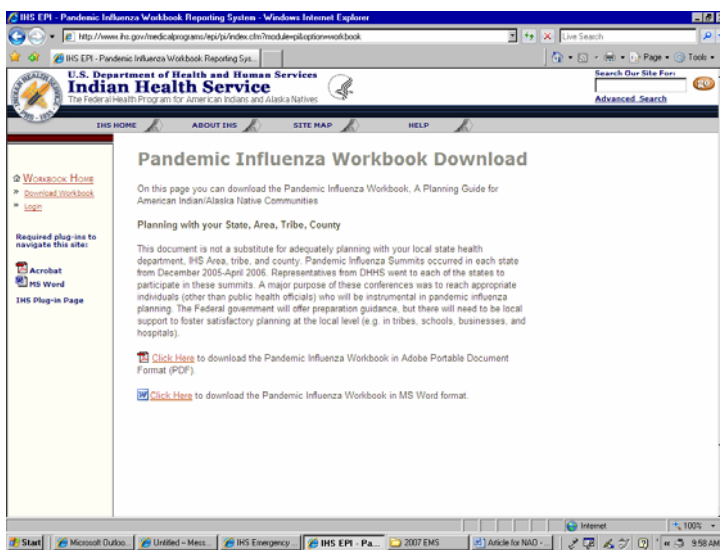 IHS EPI - Pandemic Influenza Workbook Reporting System - Windows Internet Explorer
http://www.ihs.gov/medicalprograms/epi/pi/index.cfm?module=pi&option=workbook
Live Search
IHS EPI - Pandemic Influenza Workbook Reporting Sys...
Page
Tools
U.S. Department of Health and Human Services
Indian Health Service
The Federal Health Program for American Indians and Alaska Natives
Search Our Site For:
GO
Advanced Search
IHS HOME
ABOUT IHS
SITE MAP
HELP
Workbook Home
» Download Workbook
» Login
Required plug-ins to
navigate this site:
Acrobat
MS Word
IHS Plug-in Page
Pandemic Influenza Workbook Download
On this page you can download the Pandemic Influenza Workbook, A Planning Guide for
American Indian/Alaska Native Communities
Planning with your State, Area, Tribe, County
This document is not a substitute for adequately planning with your local state health
department, IHS Area, tribe, and county. Pandemic Influenza Summits occurred in each state
from December 2005-April 2006. Representatives from DHHS went to each of the states to
participate in these summits. A major purpose of these conferences was to reach appropriate
individuals (other than public health officials) who will be instrumental in pandemic influenza
planning. The Federal government will offer preparation guidance, but there will need to be local
support to foster satisfactory planning at the local level (e.g. in tribes, schools, businesses, and
hospitals).
Click Here to download the Pandemic Influenza Workbook in Adobe Portable Document
Format (PDF).
Click Here to download the Pandemic Influenza Workbook in MS Word format.
Internet
100%
Start
Microsoft Outloo...
Untitled - Mess...
IHS Emergency...
IHS EPI - Pa...
2007 EMS
Article for NAO -...
9:58 AM